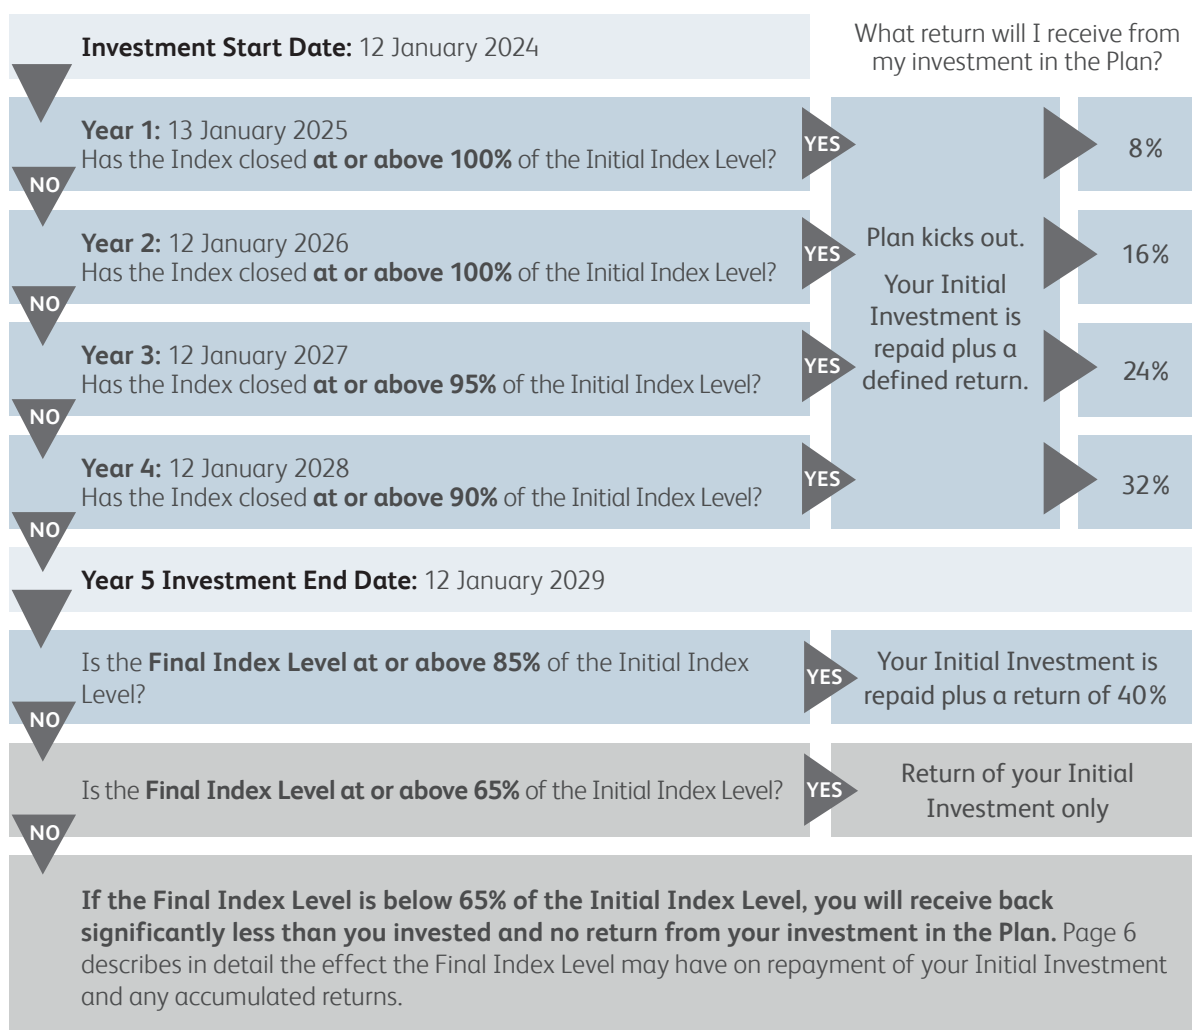 Investment Start Date: 12 January 2024
What return will I receive from
my investment in the Plan?
Year 1: 13 January 2025
Has the Index closed at or above 100% of the Initial Index Level?
YES
8%
NO
Year 2: 12 January 2026
Has the Index closed at or above 100% of the Initial Index Level?
YES
16%
NO
Year 3: 12 January 2027
Has the Index closed at or above 95% of the Initial Index Level?
YES
24%
NO
Year 4: 12 January 2028
Has the Index closed at or above 90% of the Initial Index Level?
YES
32%
Plan kicks out.
Your Initial
Investment is
repaid plus a
defined return.
NO
Year 5 Investment End Date: 12 January 2029
Is the Final Index Level at or above 85% of the Initial Index
Level?
YES
Your Initial Investment is
repaid plus a return of 40%
NO
Is the Final Index Level at or above 65% of the Initial Index Level?
YES
Return of your Initial
Investment only
NO
If the Final Index Level is below 65% of the Initial Index Level, you will receive back
significantly less than you invested and no return from your investment in the Plan. Page 6
describes in detail the effect the Final Index Level may have on repayment of your Initial Investment
and any accumulated returns.